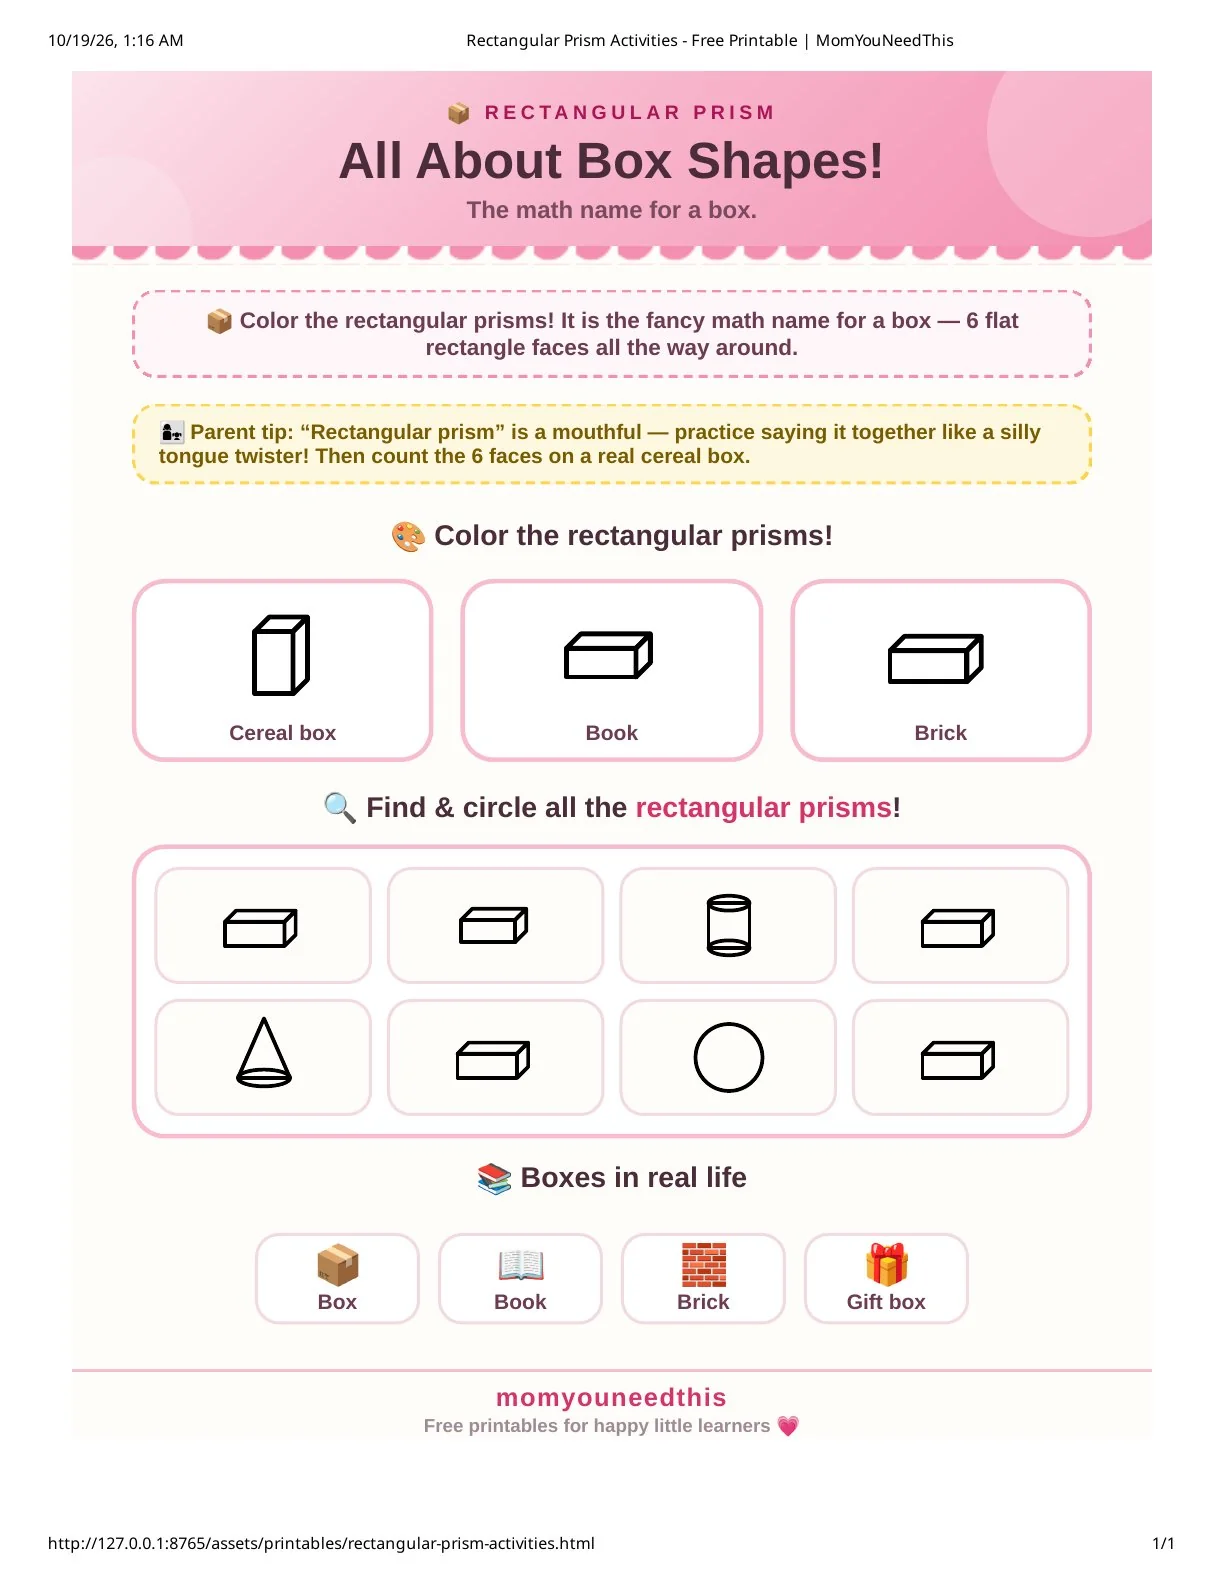 10/19/26, 1:16 AM
Rectangular Prism Activities - Free Printable | MomYouNeedThis
📦 RECTANGULAR PRISM
All About Box Shapes!
The math name for a box.
📦 Color the rectangular prisms! It is the fancy math name for a box — 6 flat
rectangle faces all the way around.
Parent tip: “Rectangular prism” is a mouthful — practice saying it together like a silly
tongue twister! Then count the 6 faces on a real cereal box.
🎨 Color the rectangular prisms!
Cereal box
Book
Brick
🔍 Find & circle all the rectangular prisms!
📚 Boxes in real life
Box
Book
Brick
Gift box
momyouneedthis
Free printables for happy little learners 💗
http://127.0.0.1:8765/assets/printables/rectangular-prism-activities.html
1/1